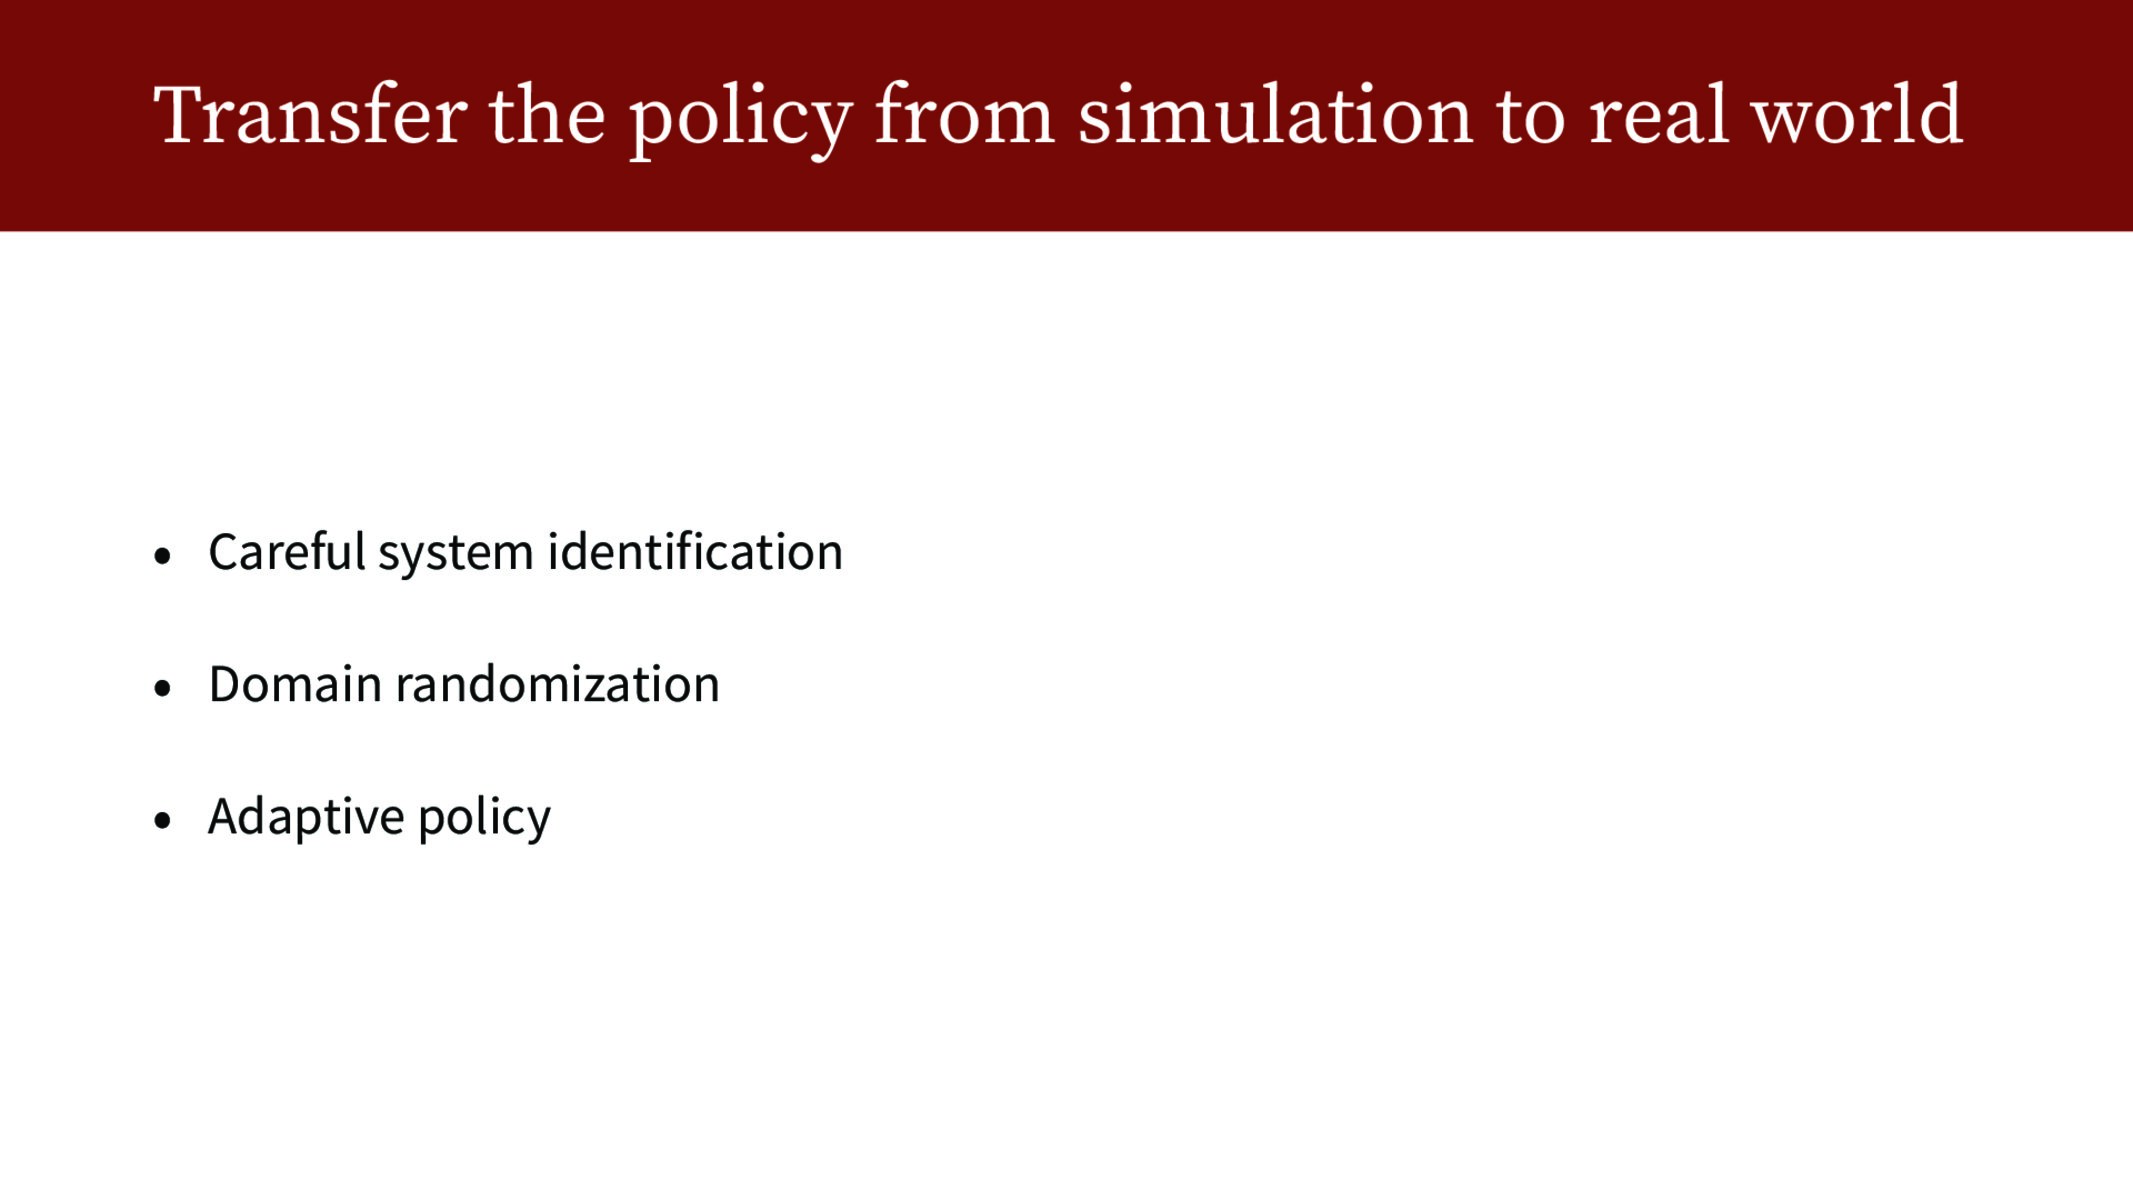 Transfer the policy from simulation to real world
• Careful system identification
• Domain randomization
• Adaptive policy